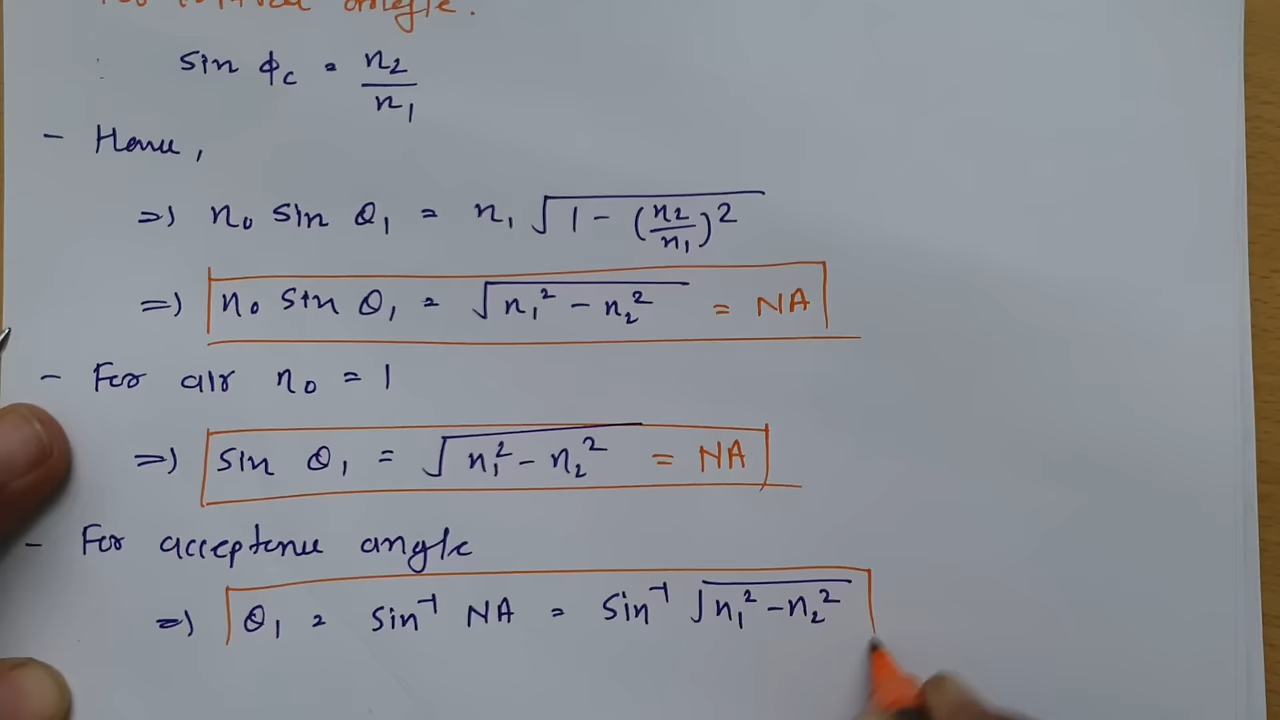 angle.
sin ϕc = n2/n1
- Hence,
=> n0 sin θ1 = n1 √(1 - (n2/n1)²)
=> n0 sin θ1 = √(n1² - n2²) = NA
- For air n0 = 1
=> sin θ1 = √(n1² - n2²) = NA
- For acceptance angle
=> θ1 = sin⁻¹ NA = sin⁻¹ √(n1² - n2²)